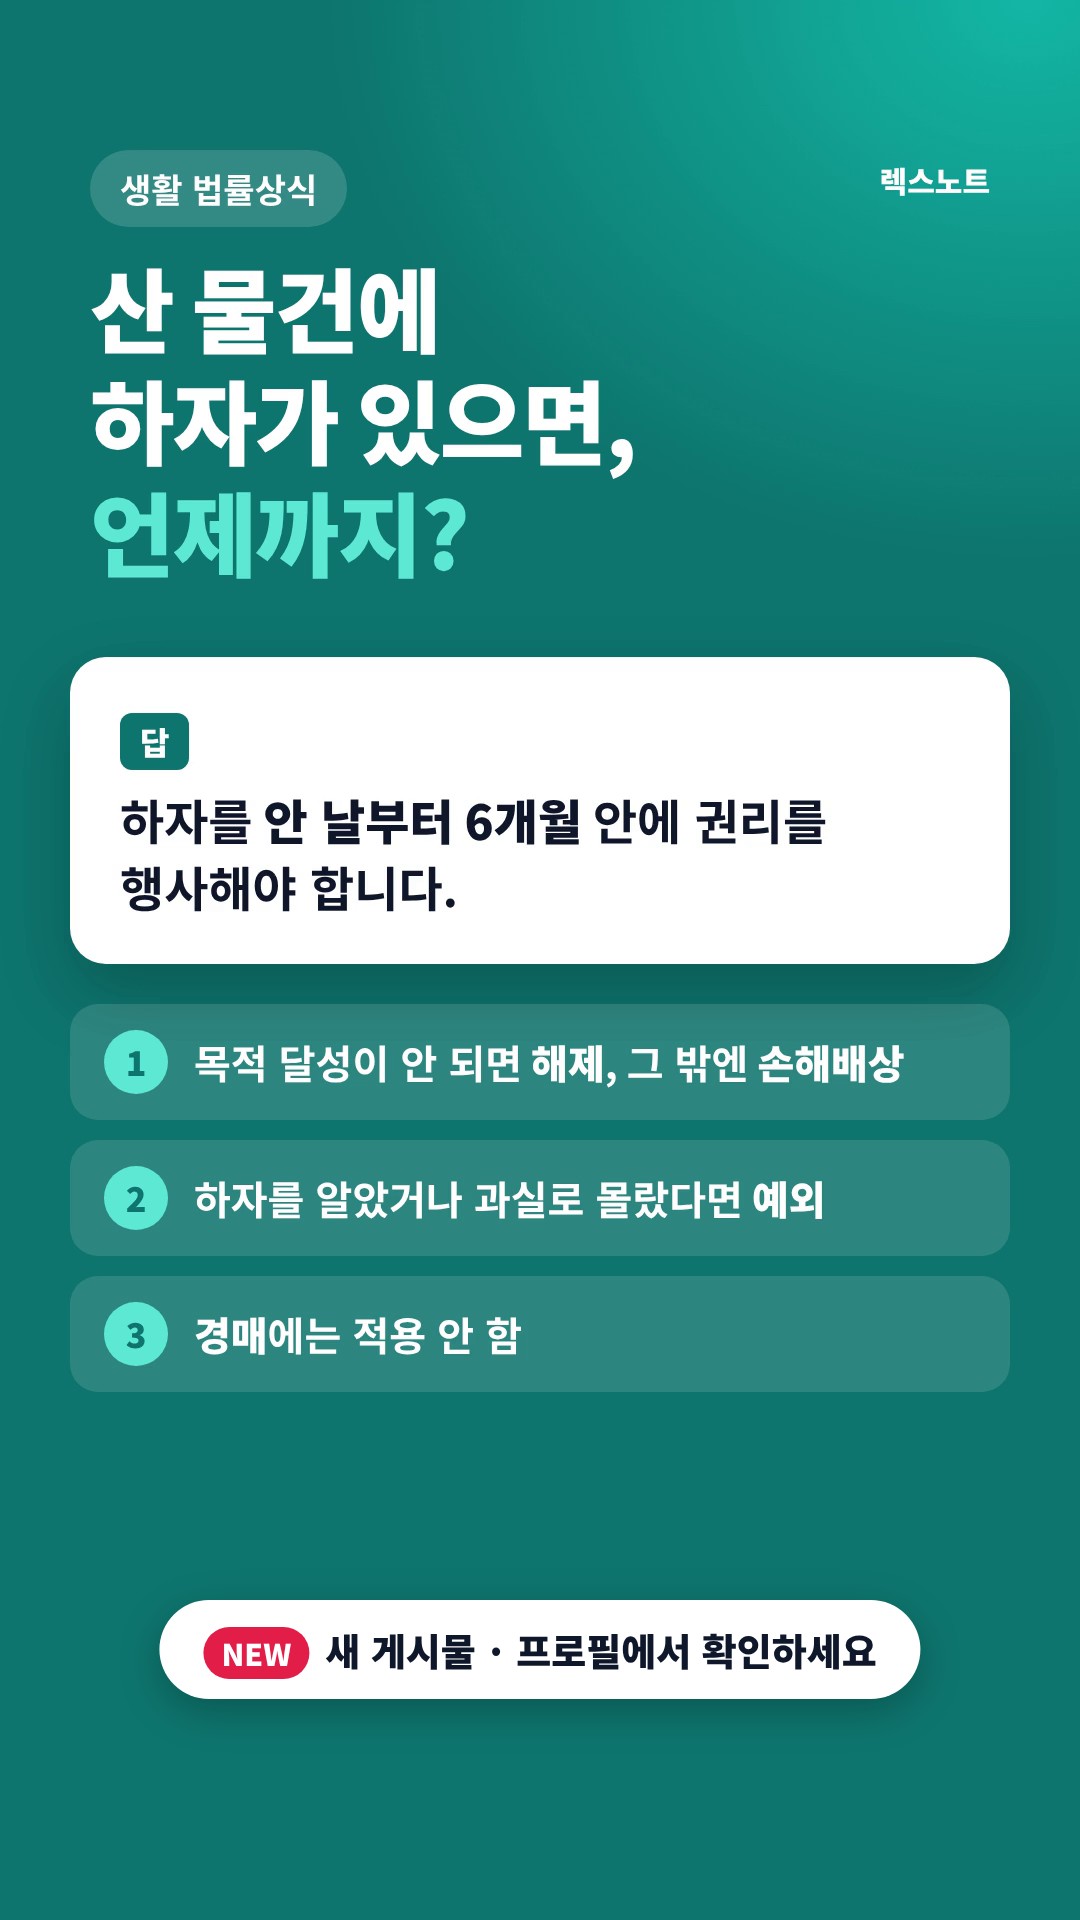 생활 법률상식
렉스노트
산 물건에
하자가 있으면,
언제까지?
답
하자를 안 날부터 6개월 안에 권리를
행사해야 합니다.
1 목적 달성이 안 되면 해제, 그 밖엔 손해배상
2 하자를 알았거나 과실로 몰랐다면 예외
3 경매에는 적용 안 함
NEW 새 게시물 · 프로필에서 확인하세요